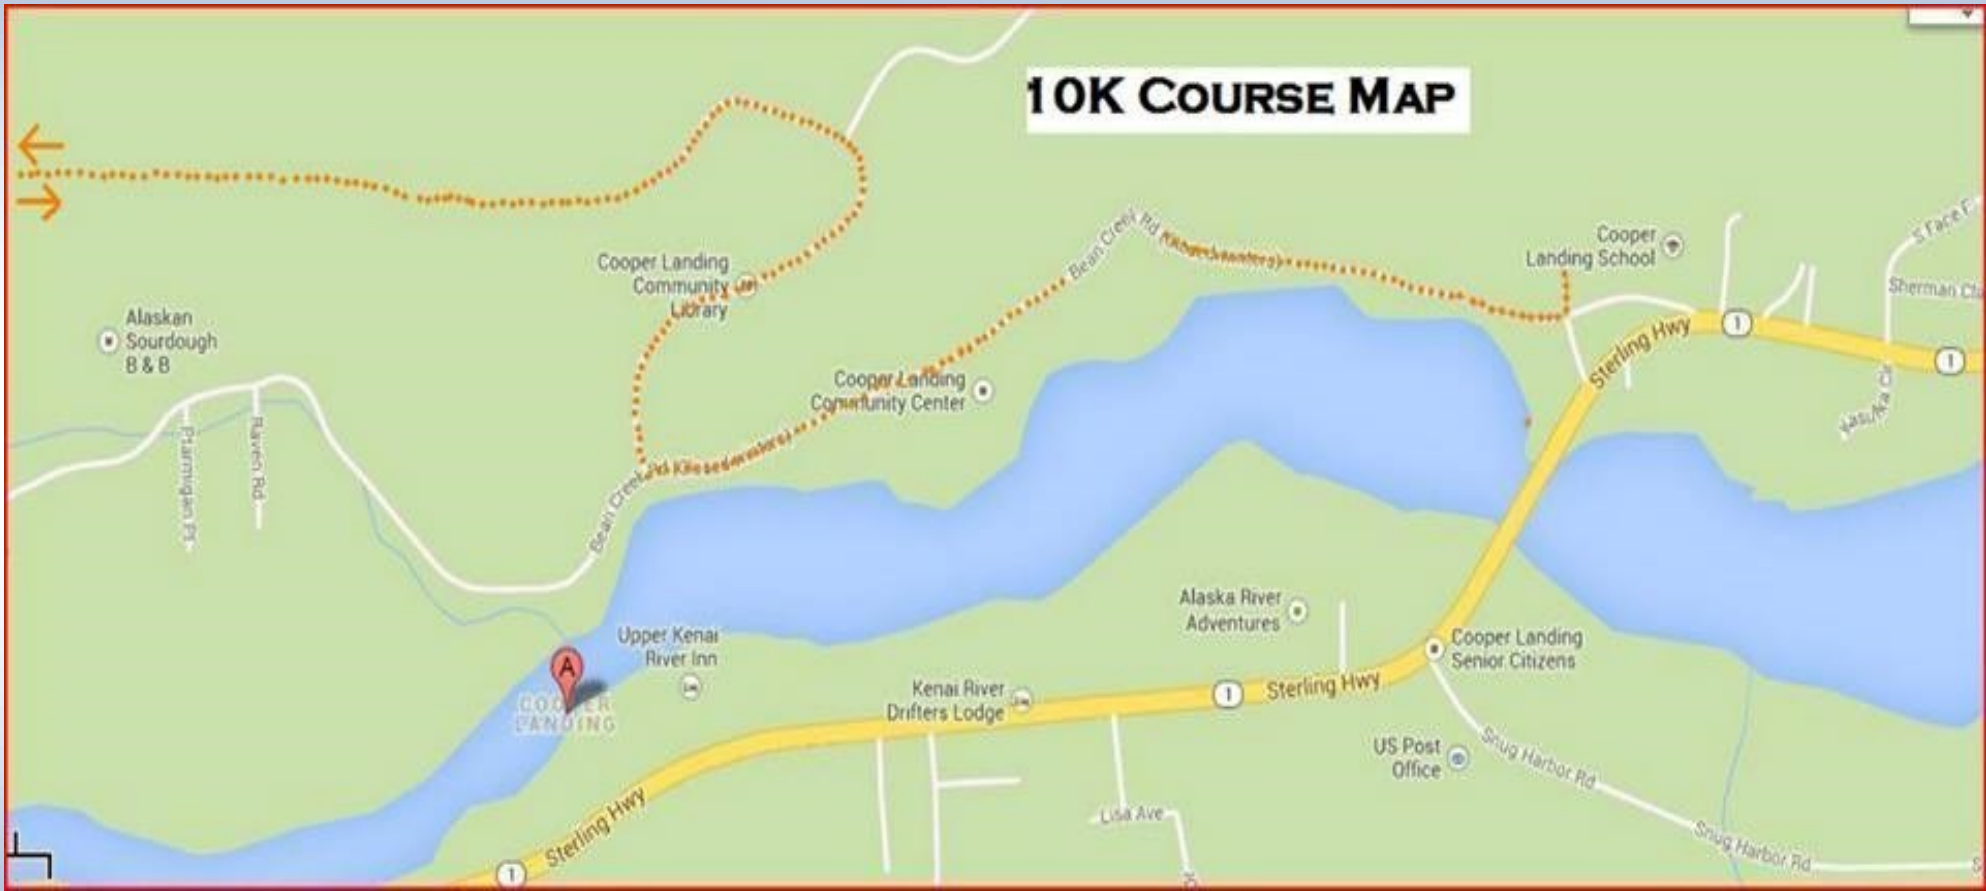 10K COURSE MAP
Cooper
Landing School
S Face
Sherman
Bean Creek Rd
Cooper Landing
Community
Library
Alaskan
Sourdough
B & B
Sterling Hwy
1
1
Cooper Landing
Community Center
Ptarmigan Pl
Raven Rd
Bean Creek
Alaska River
Adventures
Upper Kenai
River Inn
Cooper Landing
Senior Citizens
A
COOPER
LANDING
Kenai River
Drifters Lodge
1
Sterling Hwy
US Post
Office
Snug Harbor Rd
Lisa Ave
Sterling Hwy
1
Snug Harbor Rd